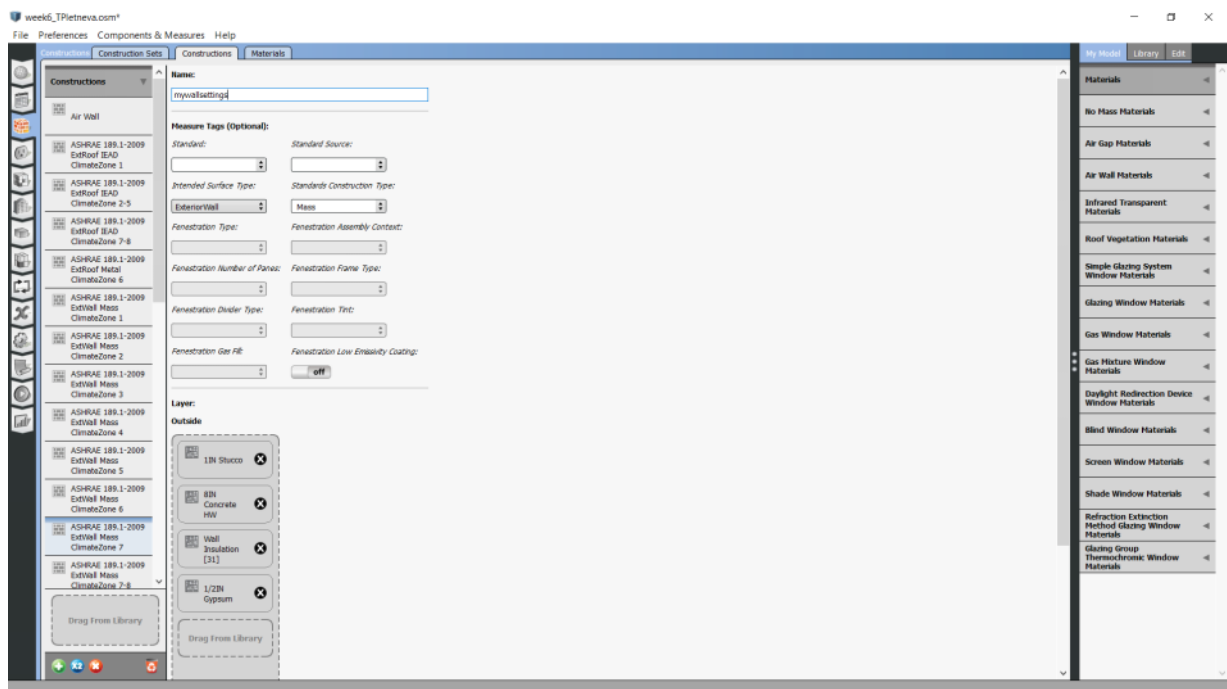 week6_TPletneva.osm*
File Preferences Components & Measures Help
Constructions Construction Sets Constructions Materials
My Model Library Edit
Constructions
Air Wall
ASHRAE 189.1-2009
ExtRoof IEAD
ClimateZone 1
ASHRAE 189.1-2009
ExtRoof IEAD
ClimateZone 2-5
ASHRAE 189.1-2009
ExtRoof IEAD
ClimateZone 7-8
ASHRAE 189.1-2009
ExtRoof Metal
ClimateZone 6
ASHRAE 189.1-2009
ExtWall Mass
ClimateZone 1
ASHRAE 189.1-2009
ExtWall Mass
ClimateZone 2
ASHRAE 189.1-2009
ExtWall Mass
ClimateZone 3
ASHRAE 189.1-2009
ExtWall Mass
ClimateZone 4
ASHRAE 189.1-2009
ExtWall Mass
ClimateZone 5
ASHRAE 189.1-2009
ExtWall Mass
ClimateZone 6
ASHRAE 189.1-2009
ExtWall Mass
ClimateZone 7
ASHRAE 189.1-2009
ExtWall Mass
ClimateZone 7-8
Drag From Library
x2
Name:
mywallsettings
Measure Tags (Optional):
Standard: Standard Source:
Intended Surface Type: Standards Construction Type:
ExteriorWall Mass
Fenestration Type: Fenestration Assembly Context:
Fenestration Number of Panes: Fenestration Frame Type:
Fenestration Divider Type: Fenestration Tint:
Fenestration Gas Fill: Fenestration Low Emissivity Coating:
off
Layer:
Outside
1IN Stucco
8IN
Concrete
HW
Wall
Insulation
[31]
1/2IN
Gypsum
Drag From Library
Materials
No Mass Materials
Air Gap Materials
Air Wall Materials
Infrared Transparent
Materials
Roof Vegetation Materials
Simple Glazing System
Window Materials
Glazing Window Materials
Gas Window Materials
Gas Mixture Window
Materials
Daylight Redirection Device
Window Materials
Blind Window Materials
Screen Window Materials
Shade Window Materials
Refraction Extinction
Method Glazing Window
Materials
Glazing Group
Thermochromic Window
Materials